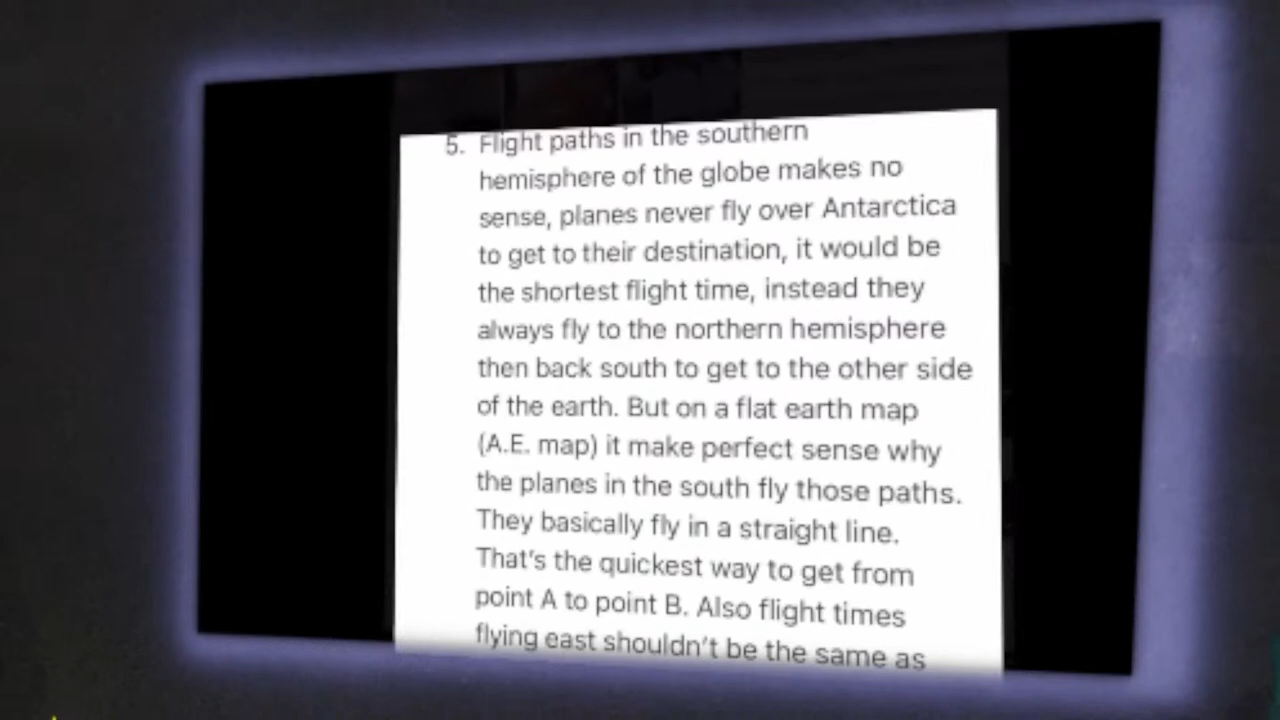 5. Flight paths in the southern
hemisphere of the globe makes no
sense, planes never fly over Antarctica
to get to their destination, it would be
the shortest flight time, instead they
always fly to the northern hemisphere
then back south to get to the other side
of the earth. But on a flat earth map
(A.E. map) it make perfect sense why
the planes in the south fly those paths.
They basically fly in a straight line.
That's the quickest way to get from
point A to point B. Also flight times
flying east shouldn't be the same as